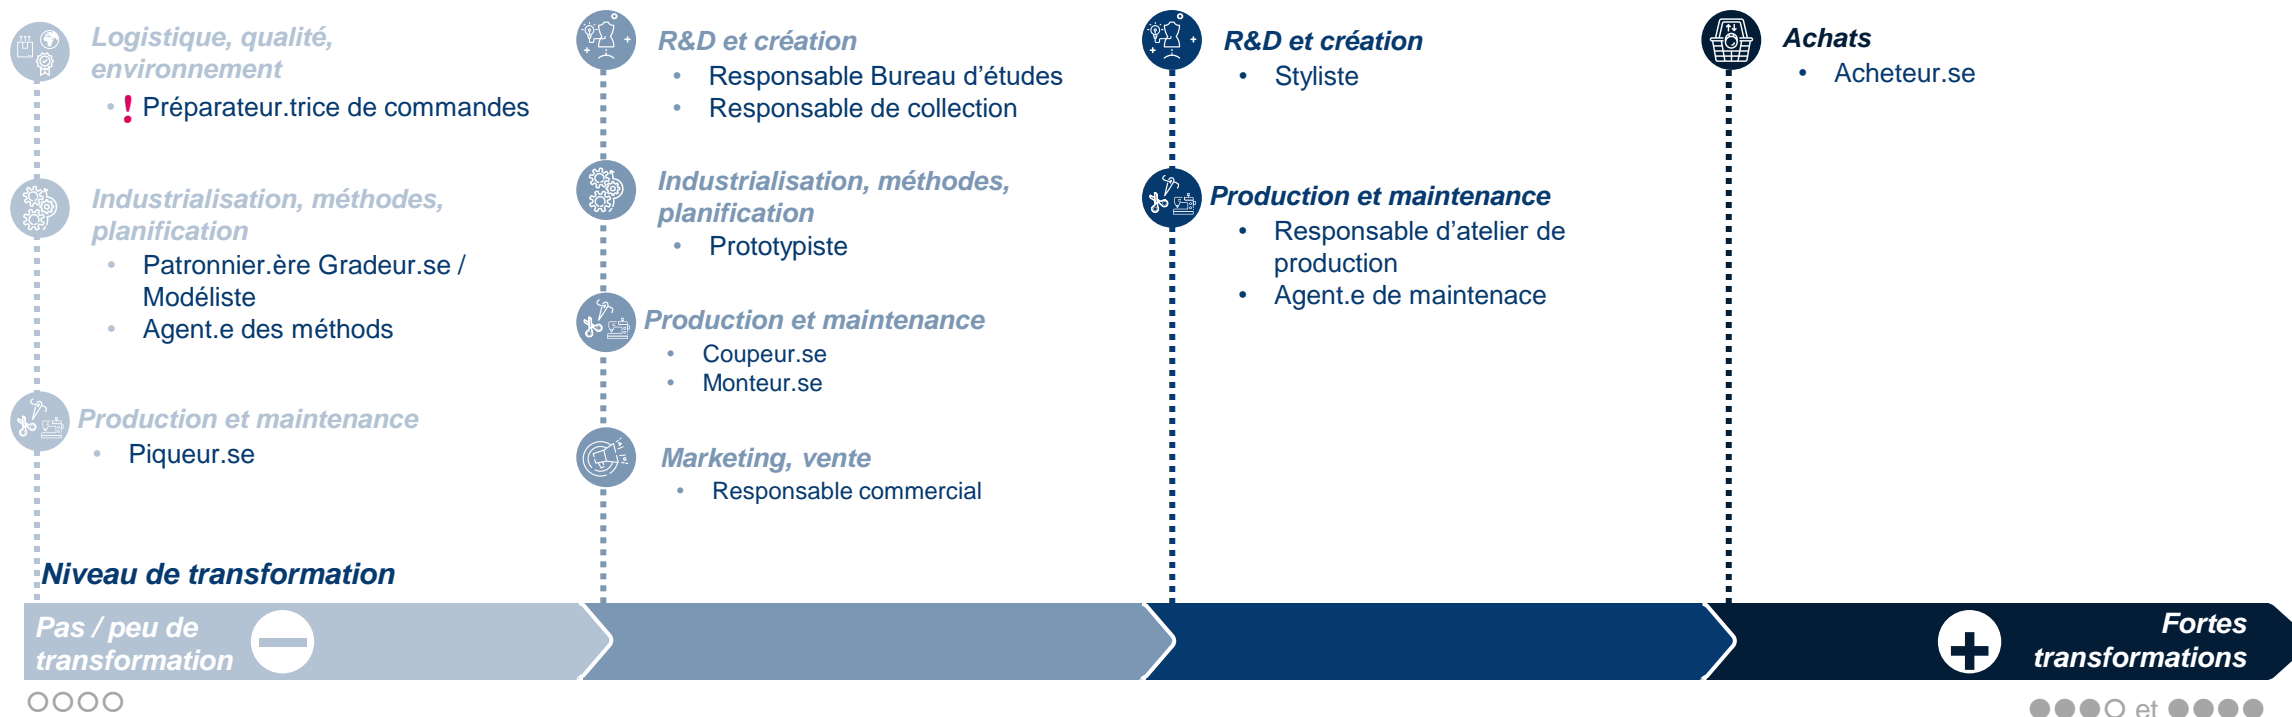 Logistique, qualité,
environnement
• ! Préparateur.trice de commandes
Industrialisation, méthodes,
planification
• Patronnier.ère Gradeur.se /
Modéliste
• Agent.e des méthods
Production et maintenance
• Piqueur.se
R&D et création
• Responsable Bureau d’études
• Responsable de collection
Industrialisation, méthodes,
planification
• Prototypiste
Production et maintenance
• Coupeur.se
• Monteur.se
Marketing, vente
• Responsable commercial
R&D et création
• Styliste
Production et maintenance
• Responsable d’atelier de
production
• Agent.e de maintenace
Achats
• Acheteur.se
Niveau de transformation
Pas / peu de
transformation
Fortes
transformations
et